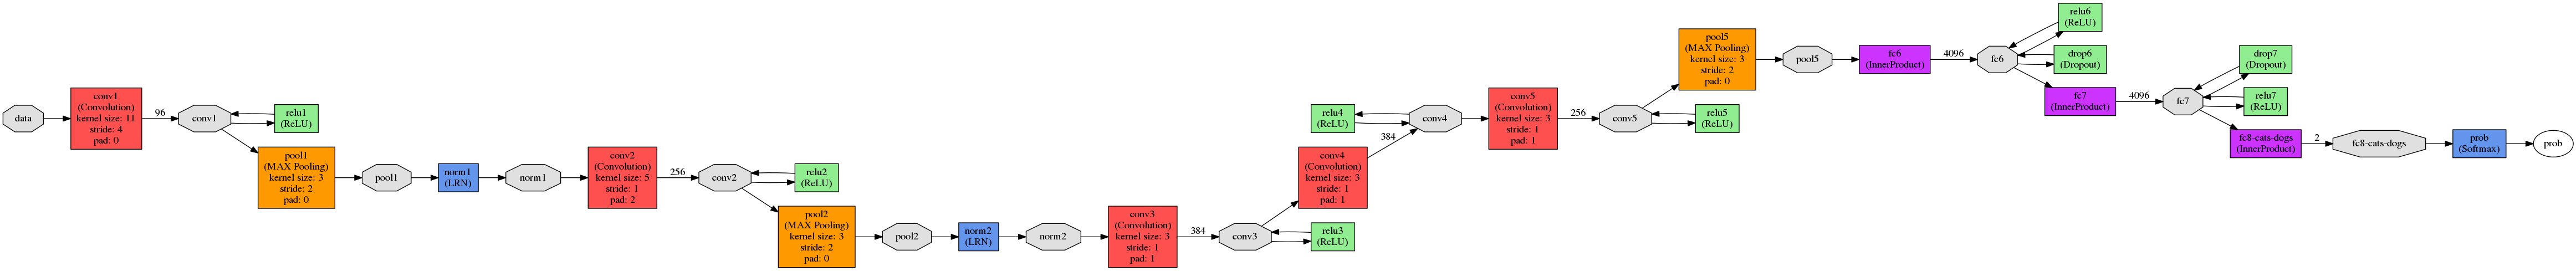 data
conv1
(Convolution)
kernel size: 11
stride: 4
pad: 0
96
conv1
relu1
(ReLU)
pool1
(MAX Pooling)
kernel size: 3
stride: 2
pad: 0
pool1
norm1
(LRN)
norm1
conv2
(Convolution)
kernel size: 5
stride: 1
pad: 2
256
conv2
relu2
(ReLU)
pool2
(MAX Pooling)
kernel size: 3
stride: 2
pad: 0
pool2
norm2
(LRN)
norm2
conv3
(Convolution)
kernel size: 3
stride: 1
pad: 1
384
conv3
relu3
(ReLU)
conv4
(Convolution)
kernel size: 3
stride: 1
pad: 1
384
conv4
relu4
(ReLU)
conv5
(Convolution)
kernel size: 3
stride: 1
pad: 1
256
conv5
relu5
(ReLU)
pool5
(MAX Pooling)
kernel size: 3
stride: 2
pad: 0
pool5
fc6
(InnerProduct)
4096
fc6
relu6
(ReLU)
drop6
(Dropout)
fc7
(InnerProduct)
4096
fc7
drop7
(Dropout)
relu7
(ReLU)
fc8-cats-dogs
(InnerProduct)
2
fc8-cats-dogs
prob
(Softmax)
prob